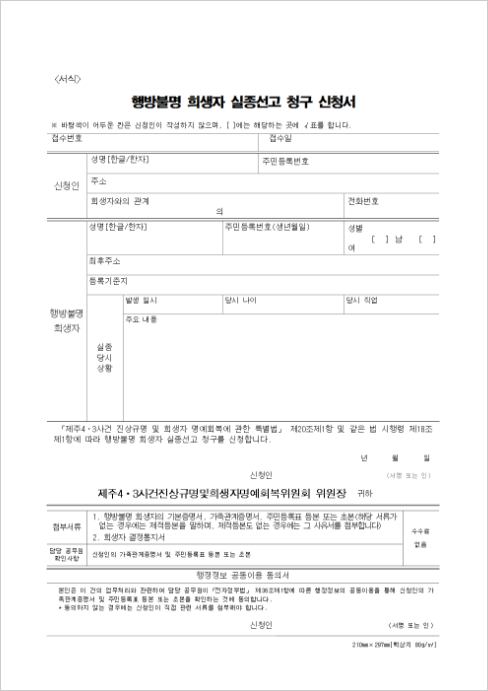 <서식>
행방불명 희생자 실종선고 청구 신청서
※ 바탕색이 어두운 칸은 신청인이 작성하지 않으며, [ ]에는 해당하는 곳에 √ 표를 합니다.
접수번호 접수일
신청인
성명[한글/한자] 주민등록번호
주소
희생자와의 관계 전화번호
의
행방불명
희생자
성명[한글/한자] 주민등록번호(생년월일) 성별
[ ] 남 [ ]
여
최후주소
등록기준지
실종
당시
상황
발생 일시 당시 나이 당시 직업
주요 내용
「제주4·3사건 진상규명 및 희생자 명예회복에 관한 특별법」 제20조제1항 및 같은 법 시행령 제18조
제1항에 따라 행방불명 희생자 실종선고 청구를 신청합니다.
년 월 일
신청인 (서명 또는 인)
제주4·3사건진상규명및희생자명예회복위원회 위원장 귀하
첨부서류
1. 행방불명 희생자의 기본증명서, 가족관계증명서, 주민등록표 등본 또는 초본(해당 서류가
없는 경우에는 제적등본을 말하며, 제적등본도 없는 경우에는 그 사유서를 첨부합니다)
2. 희생자 결정통지서
수수료
없음
담당 공무원
확인사항
신청인의 가족관계증명서 및 주민등록표 등본 또는 초본
행정정보 공동이용 동의서
본인은 이 건의 업무처리와 관련하여 담당 공무원이 「전자정부법」 제36조제1항에 따른 행정정보의 공동이용을 통해 신청인의 가
족관계증명서 및 주민등록표 등본 또는 초본을 확인하는 것에 동의합니다.
* 동의하지 않는 경우에는 신청인이 직접 관련 서류를 첨부해야 합니다.
신청인 (서명 또는 인)
210㎜×297㎜[백상지 80g/㎡]